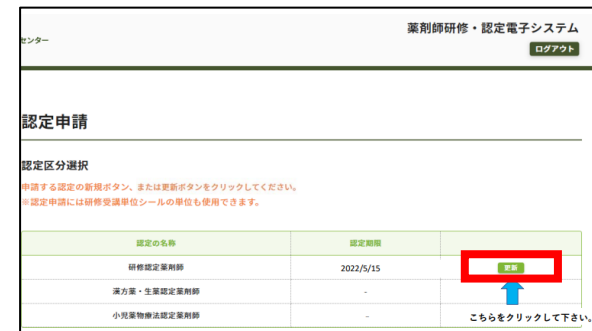 センター
薬剤師研修・認定電子システム
ログアウト
認定申請
認定区分選択
申請する認定の新規ボタン、または更新ボタンをクリックしてください。
※認定申請には研修受講単位シールの単位も使用できます。
認定の名称 認定期限
研修認定薬剤師 2022/5/15 更新
漢方薬・生薬認定薬剤師 -
小児薬物療法認定薬剤師 -
こちらをクリックして下さい。